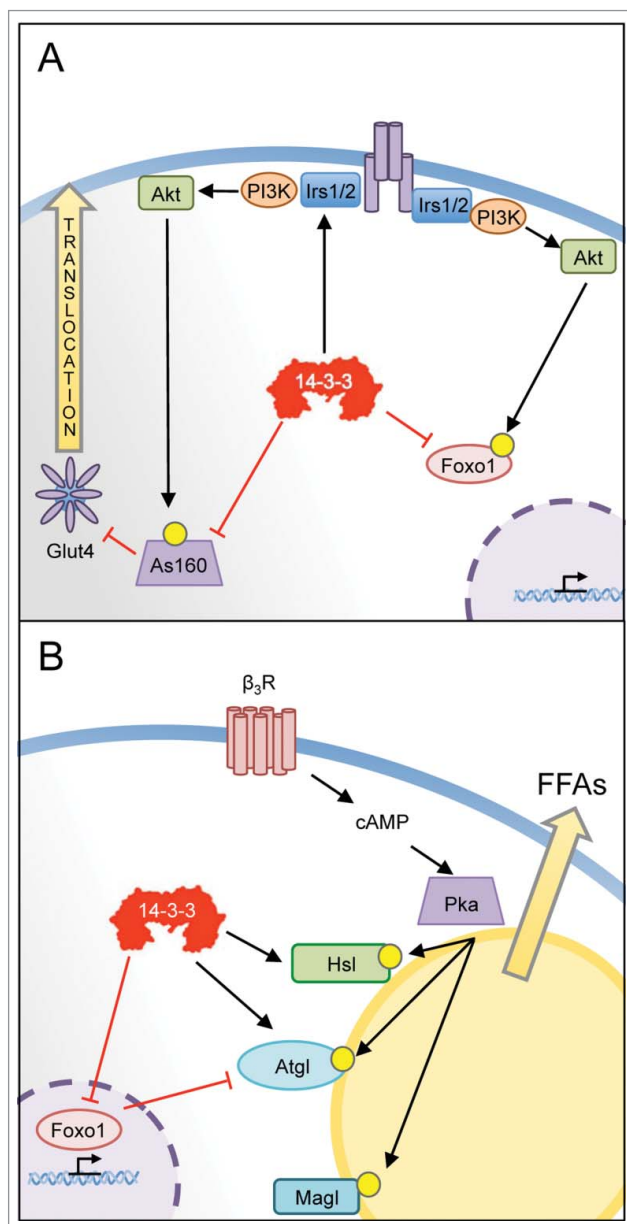 A
Akt
PI3K
Irs1/2
Irs1/2
PI3K
Akt
TRANSLOCATION
14-3-3
Foxo1
Glut4
As160
B
β₃R
FFAs
cAMP
Pka
14-3-3
Hsl
Atgl
Foxo1
Magl